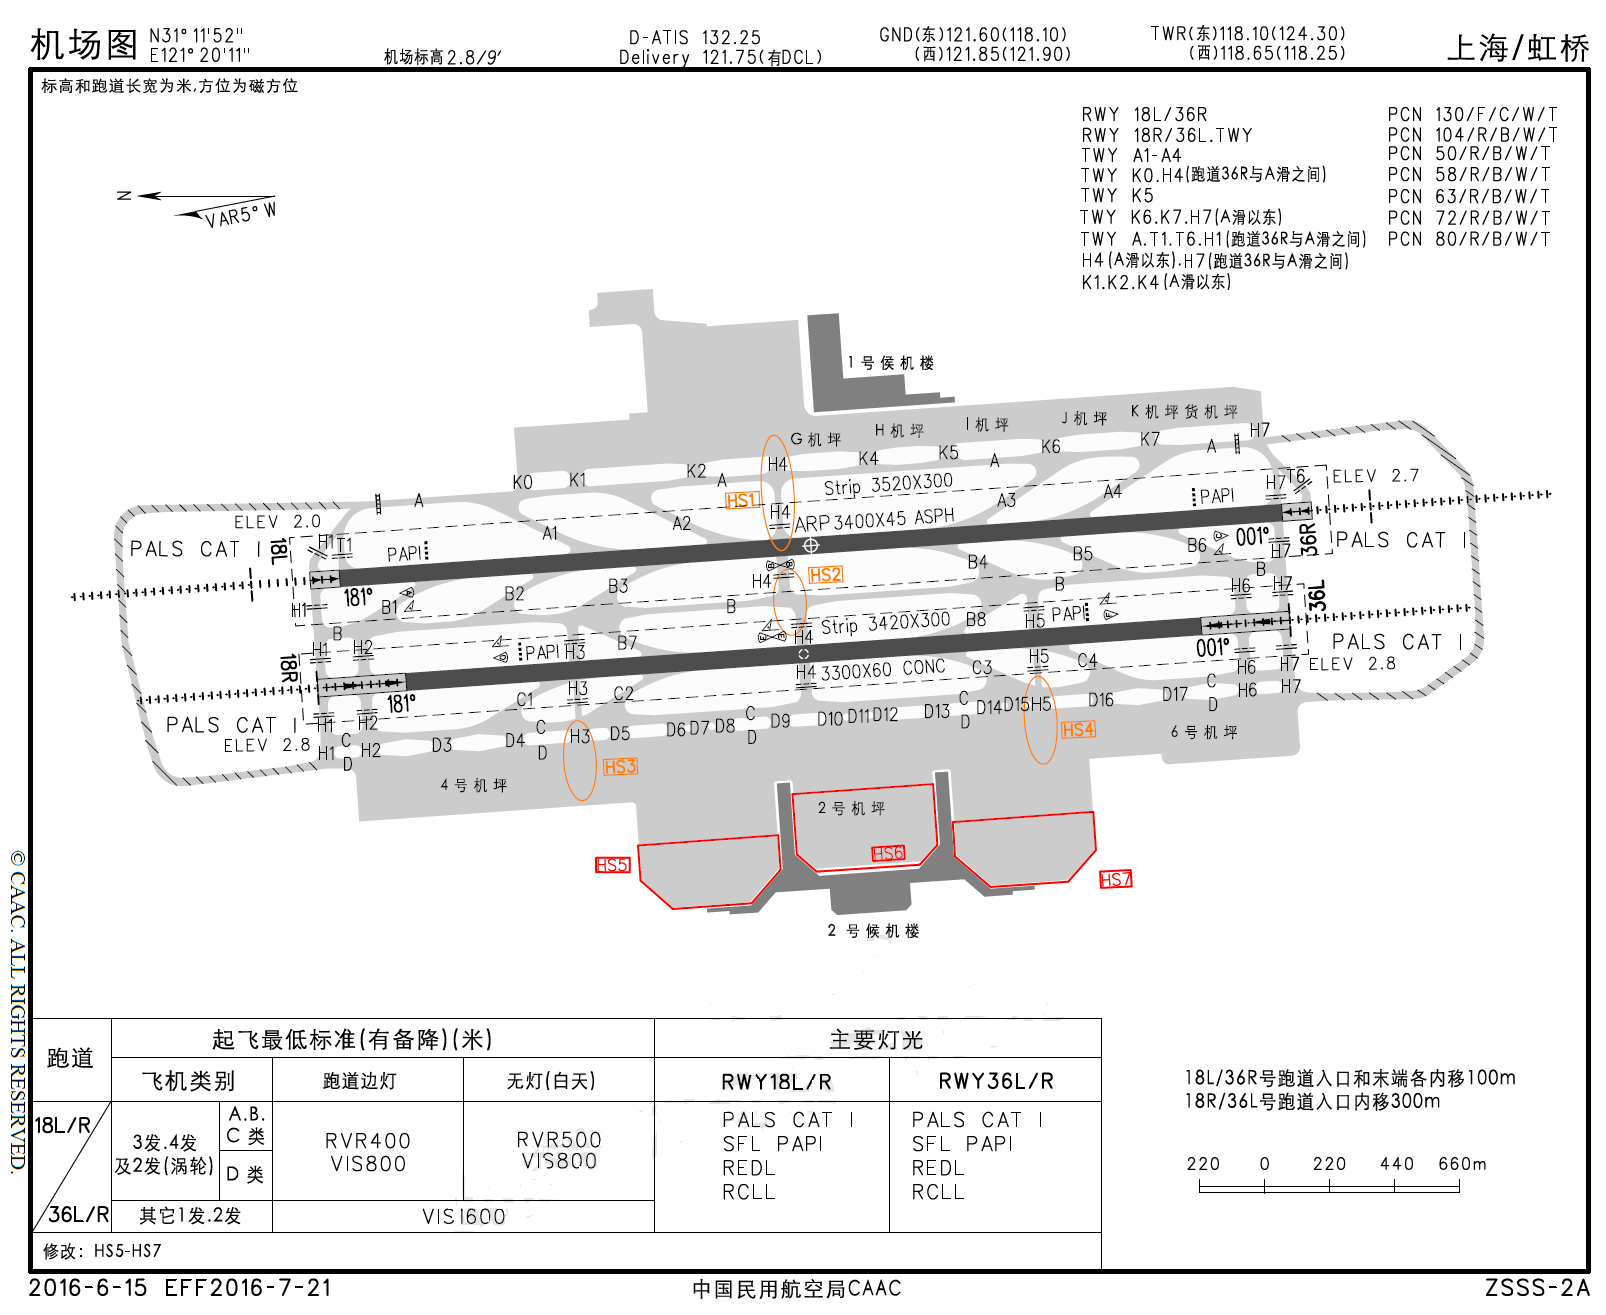 机场图
N31° 11'52"
E121° 20'11"
机场标高2.8/9'
D-ATIS 132.25
Delivery 121.75(有DCL)
GND(东)121.60(118.10)
(西)121.85(121.90)
TWR(东)118.10(124.30)
(西)118.65(118.25)
上海/虹桥
标高和跑道长宽为米,方位为磁方位
RWY 18L/36R PCN 130/F/C/W/T
RWY 18R/36L.TWY PCN 104/R/B/W/T
TWY A1-A4 PCN 50/R/B/W/T
TWY K0.H4(跑道36R与A滑之间) PCN 58/R/B/W/T
TWY K5 PCN 63/R/B/W/T
TWY K6.K7.H7(A滑以东) PCN 72/R/B/W/T
TWY A.T1.T6.H1(跑道36R与A滑之间) PCN 80/R/B/W/T
H4(A滑以东).H7(跑道36R与A滑之间)
K1.K2.K4(A滑以东)
N
VAR5° W
1号侯机楼
G机坪 H机坪 I机坪 J机坪 K机坪货机坪
K0 K1 K2 A H4 K4 K5 A K6 K7 A H7
HS1
Strip 3520X300
A
ELEV 2.0
A1 A2 H4 A3 A4 PAPI H7 T6 ELEV 2.7
ARP 3400X45 ASPH
PALS CAT I 18L H1 T1 PAPI
001° 36R PALS CAT I
H7
181°
H4 HS2 B4 B5 B6
H1 B1 B2 B3 B B H6 H7 B
36L
Strip 3420X300 B8 H5 PAPI
B H1 H2 PAPI H3 B7 H4
18R
001° PALS CAT I
ELEV 2.8
181°
3300X60 CONC
H4 C3 H5 C4 H6 H7
H3 C1 C2
PALS CAT I
ELEV 2.8
H1 H2
H1 C D H2 D3 D4 C D H3 D5 D6 D7 D8 C D D9 D10 D11 D12 D13 C D D14 D15 H5 D16 D17 C D H6 H7
HS3
HS4
4号机坪
6号机坪
2号机坪
HS5
HS6
HS7
2号候机楼
跑道
起飞最低标准(有备降)(米)
主要灯光
飞机类别
跑道边灯
无灯(白天)
RWY18L/R
RWY36L/R
18L/R
36L/R
3发.4发
及2发(涡轮)
A.B.
C 类
D 类
RVR400
VIS800
RVR500
VIS800
PALS CAT I
SFL PAPI
REDL
RCLL
PALS CAT I
SFL PAPI
REDL
RCLL
其它1发.2发
VIS1600
修改: HS5-HS7
18L/36R号跑道入口和末端各内移100m
18R/36L号跑道入口内移300m
220 0 220 440 660m
© CAAC. ALL RIGHTS RESERVED.
2016-6-15 EFF2016-7-21
中国民用航空局CAAC
ZSSS-2A